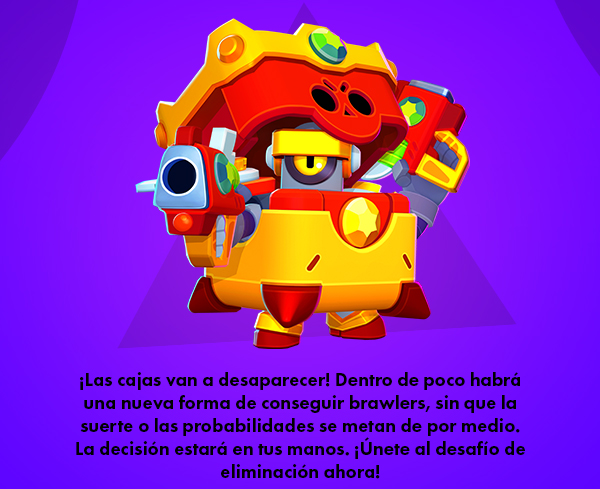 ¡Las cajas van a desaparecer! Dentro de poco habrá
una nueva forma de conseguir brawlers, sin que la
suerte o las probabilidades se metan de por medio.
La decisión estará en tus manos. ¡Únete al desafío de
eliminación ahora!